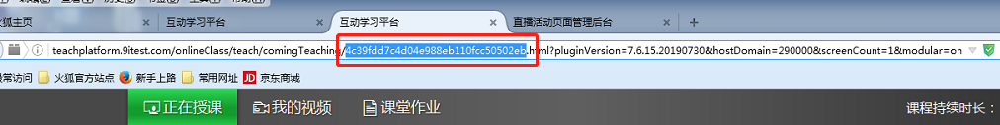 火狐主页 互动学习平台 互动学习平台 直播活动页面管理后台
teachplatform.9itest.com/onlineClass/teach/comingTeaching/4c39fdd7c4d04e988eb110fcc50502eb.html?pluginVersion=7.6.15.20190730&hostDomain=290000&screenCount=1&modular=on
常访问 火狐官方站点 新手上路 常用网址 JD 京东商城
正在授课 我的视频 课堂作业 课程持续时长：